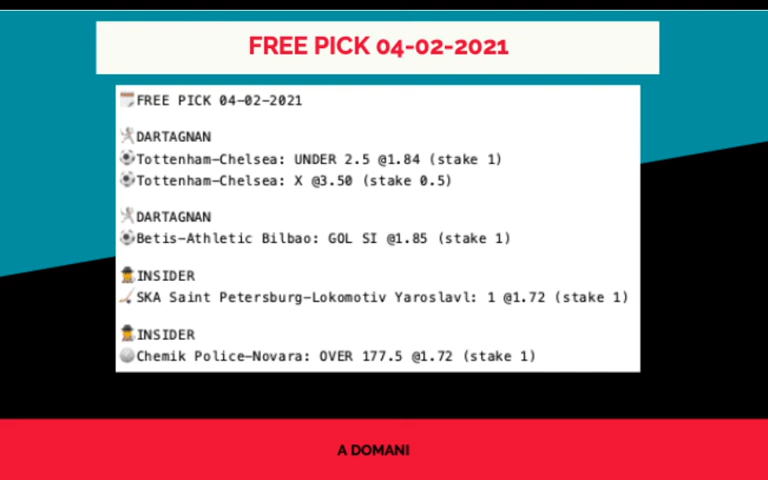 FREE PICK 04-02-2021
FREE PICK 04-02-2021
DARTAGNAN
Tottenham-Chelsea: UNDER 2.5 @1.84 (stake 1)
Tottenham-Chelsea: X @3.50 (stake 0.5)
DARTAGNAN
Betis-Athletic Bilbao: GOL SI @1.85 (stake 1)
INSIDER
SKA Saint Petersburg-Lokomotiv Yaroslavl: 1 @1.72 (stake 1)
INSIDER
Chemik Police-Novara: OVER 177.5 @1.72 (stake 1)
A DOMANI